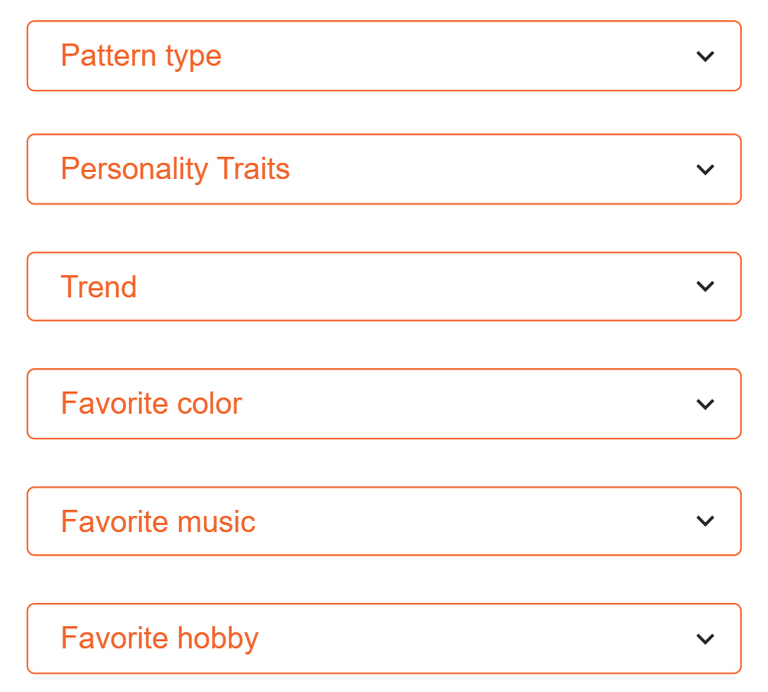 Pattern type
Personality Traits
Trend
Favorite color
Favorite music
Favorite hobby